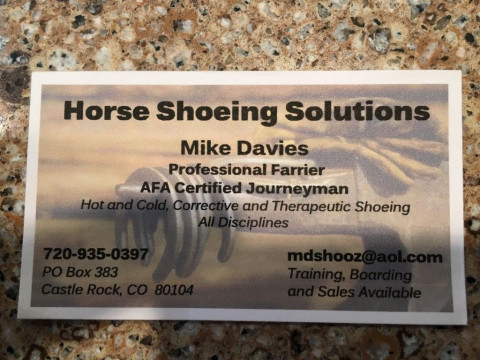 Horse Shoeing Solutions
Mike Davies
Professional Farrier
AFA Certified Journeyman
Hot and Cold, Corrective and Therapeutic Shoeing
All Disciplines
720-935-0397
PO Box 383
Castle Rock, CO 80104
mdshooz@aol.com
Training, Boarding
and Sales Available